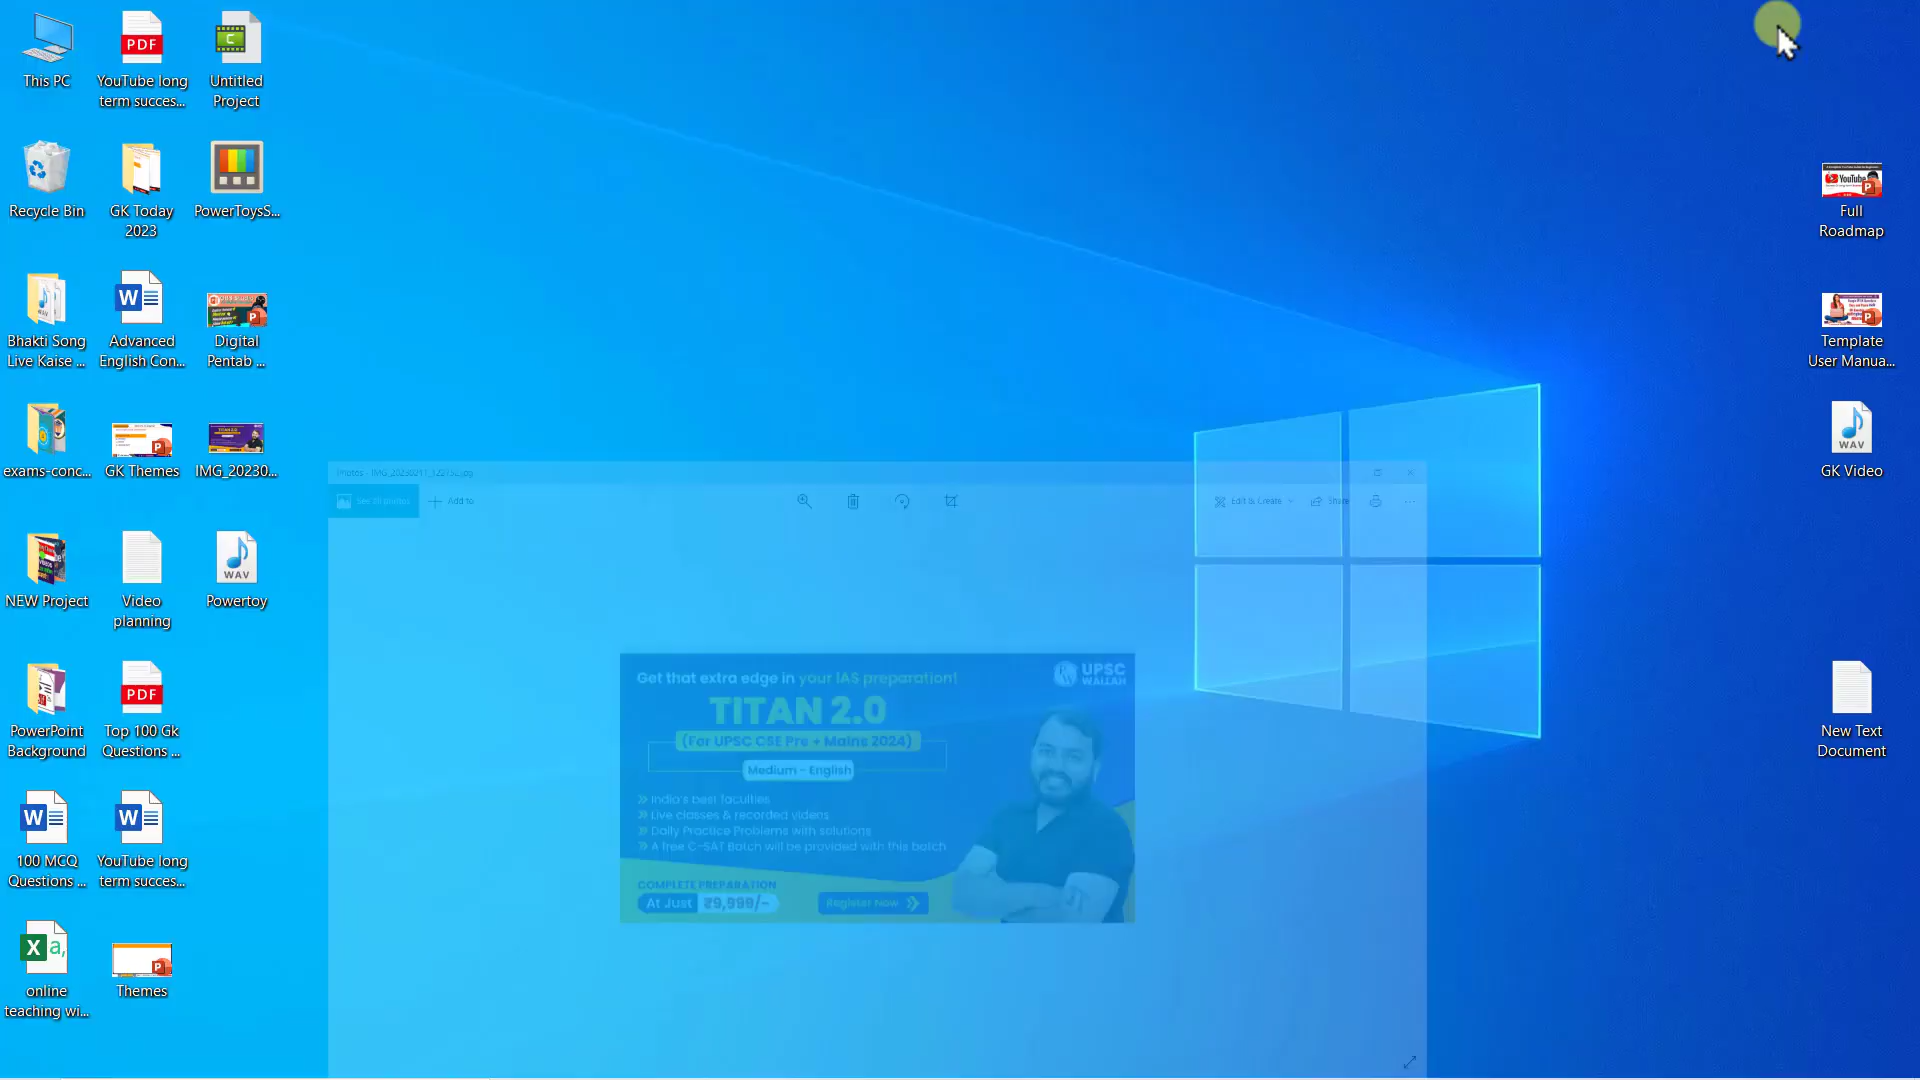 This PC
YouTube long
term succes...
Untitled
Project
Recycle Bin
GK Today
2023
PowerToysS...
Bhakti Song
Live Kaise ...
Advanced
English Con...
Digital
Pentab ...
exams-conc...
GK Themes
IMG_20230...
NEW Project
Video
planning
Powertoy
PowerPoint
Background
Top 100 Gk
Questions ...
100 MCQ
Questions ...
YouTube long
term succes...
online
teaching wi...
Themes
Full
Roadmap
Template
User Manua...
GK Video
New Text
Document
PDF
PDF
WAV
WAV
YouTube
See all photos
Add to
Edit & Create
Share
Get that extra edge in your IAS preparation!
UPSC
WALLAH
TITAN 2.0
(For UPSC CSE Pre + Mains 2024)
Medium - English
India's best faculties
Live classes & recorded videos
Daily Practice Problems with solutions
A free C-SAT Batch will be provided with this batch
COMPLETE PREPARATION
At Just ₹9,999/-
Register Now